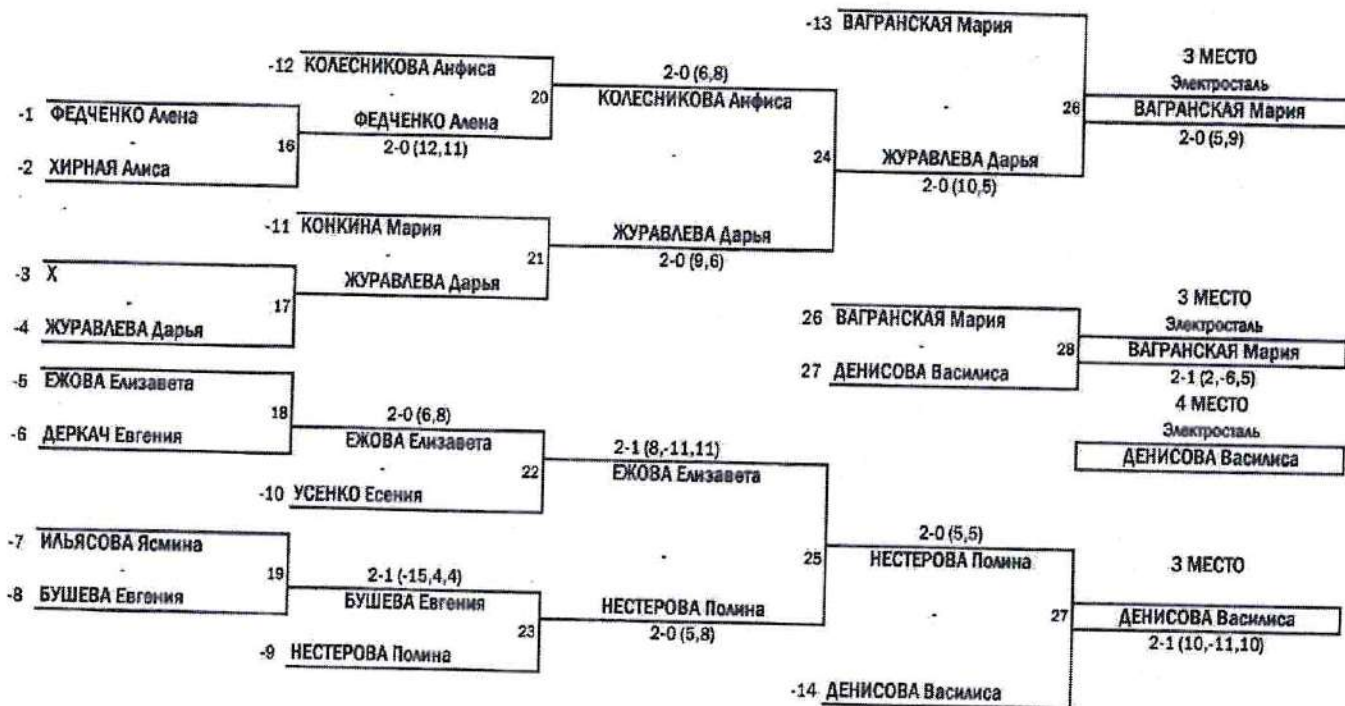 -13 ВАГРАНСКАЯ Мария
3 МЕСТО
-12 КОЛЕСНИКОВА Анфиса
2-0 (6,8)
Электросталь
20
КОЛЕСНИКОВА Анфиса
26
ВАГРАНСКАЯ Мария
-1 ФЕДЧЕНКО Алена
ФЕДЧЕНКО Алена
2-0 (5,9)
16
2-0 (12,11)
24
ЖУРАВЛЕВА Дарья
-2 ХИРНАЯ Алиса
2-0 (10,5)
-11 КОНКИНА Мария
ЖУРАВЛЕВА Дарья
21
2-0 (9,6)
-3 X
ЖУРАВЛЕВА Дарья
17
3 МЕСТО
-4 ЖУРАВЛЕВА Дарья
26 ВАГРАНСКАЯ Мария
Электросталь
28
ВАГРАНСКАЯ Мария
-5 ЕЖОВА Елизавета
27 ДЕНИСОВА Василиса
2-1 (2,-6,5)
18
2-0 (6,8)
4 МЕСТО
-6 ДЕРКАЧ Евгения
ЕЖОВА Елизавета
2-1 (8,-11,11)
Электросталь
22
ЕЖОВА Елизавета
ДЕНИСОВА Василиса
-10 УСЕНКО Есения
-7 ИЛЬЯСОВА Ясмина
2-0 (5,5)
19
2-1 (-15,4,4)
25
НЕСТЕРОВА Полина
3 МЕСТО
-8 БУШЕВА Евгения
БУШЕВА Евгения
НЕСТЕРОВА Полина
27
ДЕНИСОВА Василиса
23
2-0 (5,8)
2-1 (10,-11,10)
-9 НЕСТЕРОВА Полина
-14 ДЕНИСОВА Василиса